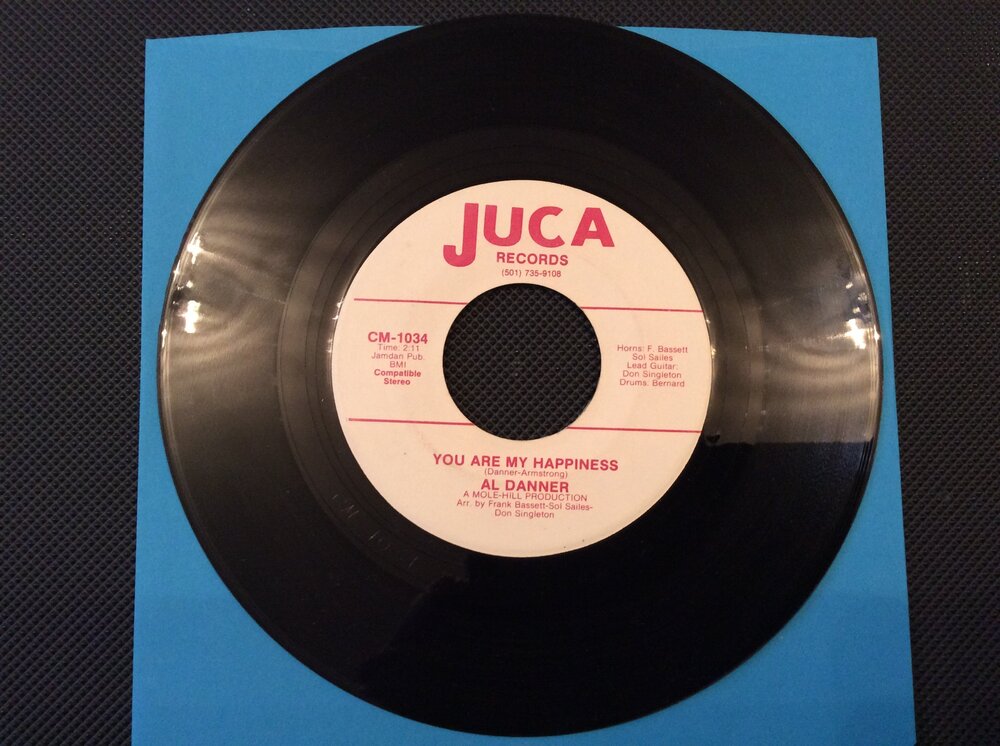 JUCA
RECORDS
(501) 735-9108
CM-1034
Time: 2:11
Jamdan Pub.
BMI
Compatible
Stereo
Horns: F. Bassett
Sol Sailes
Lead Guitar:
Don Singleton
Drums. Bernard
YOU ARE MY HAPPINESS
(Danner-Armstrong)
AL DANNER
A MOLE-HILL PRODUCTION
Arr. by Frank Bassett-Sol Sailes-
Don Singleton